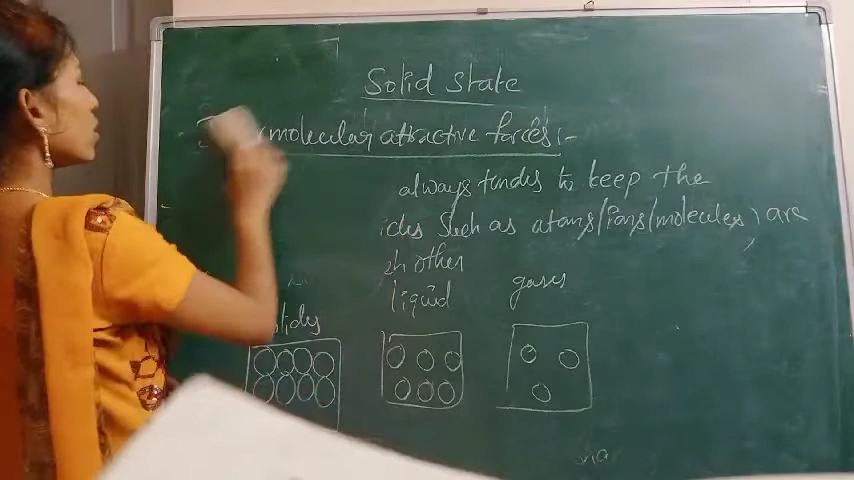 Solid state
molecular attractive forces:-
always tends to keep the
icles such as atoms/ions/molecules) are
ch other
liquid gases
olids